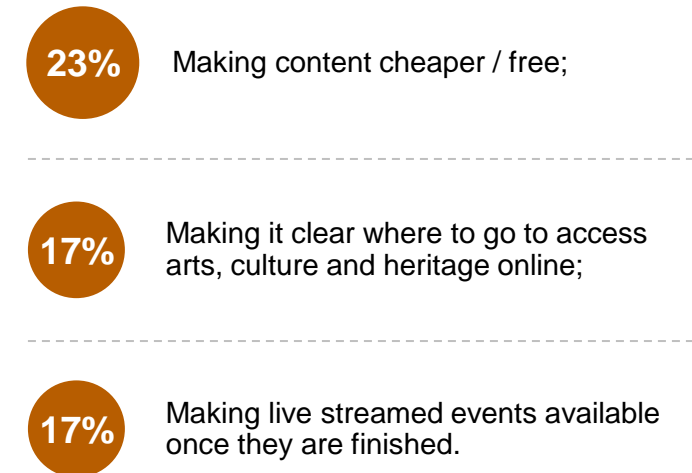 23%
Making content cheaper / free;
17%
Making it clear where to go to access
arts, culture and heritage online;
17%
Making live streamed events available
once they are finished.